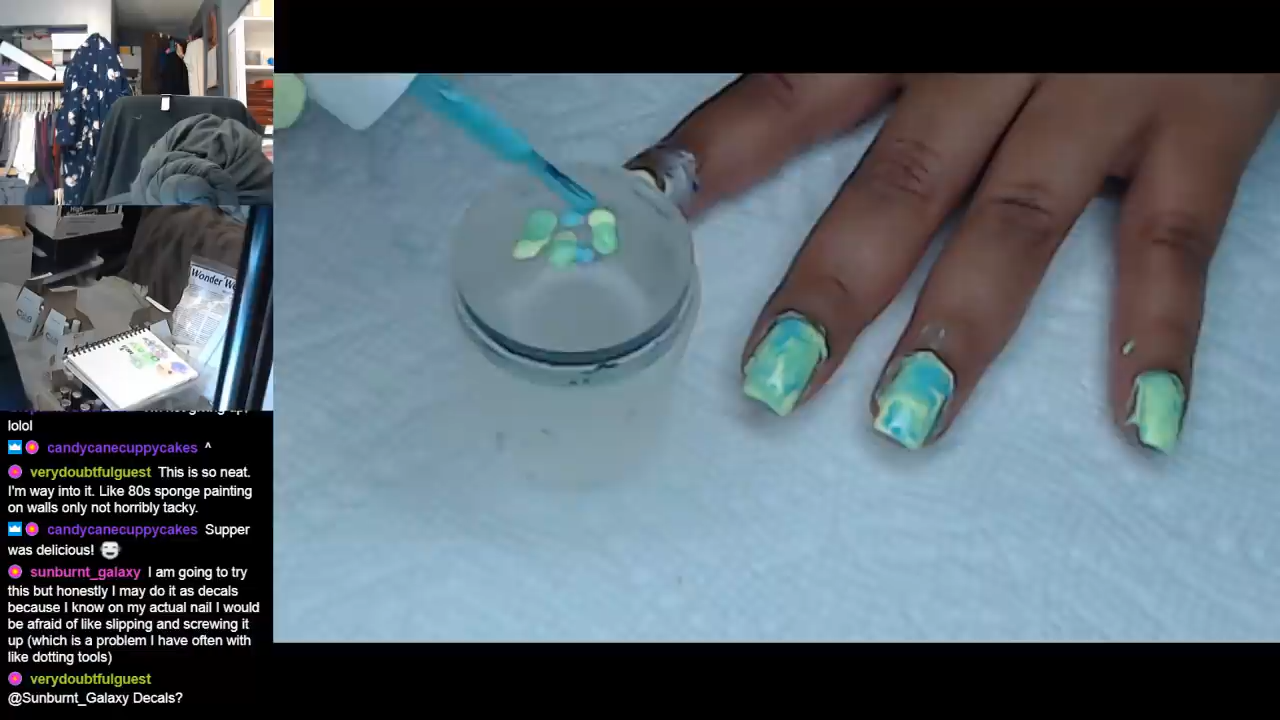 High
Wonder
lolol
candycanecuppycakes ^
verydoubtfulguest This is so neat.
I'm way into it. Like 80s sponge painting
on walls only not horribly tacky.
candycanecuppycakes Supper
was delicious!
sunburnt_galaxy I am going to try
this but honestly I may do it as decals
because I know on my actual nail I would
be afraid of like slipping and screwing it
up (which is a problem I have often with
like dotting tools)
verydoubtfulguest
@Sunburnt_Galaxy Decals?